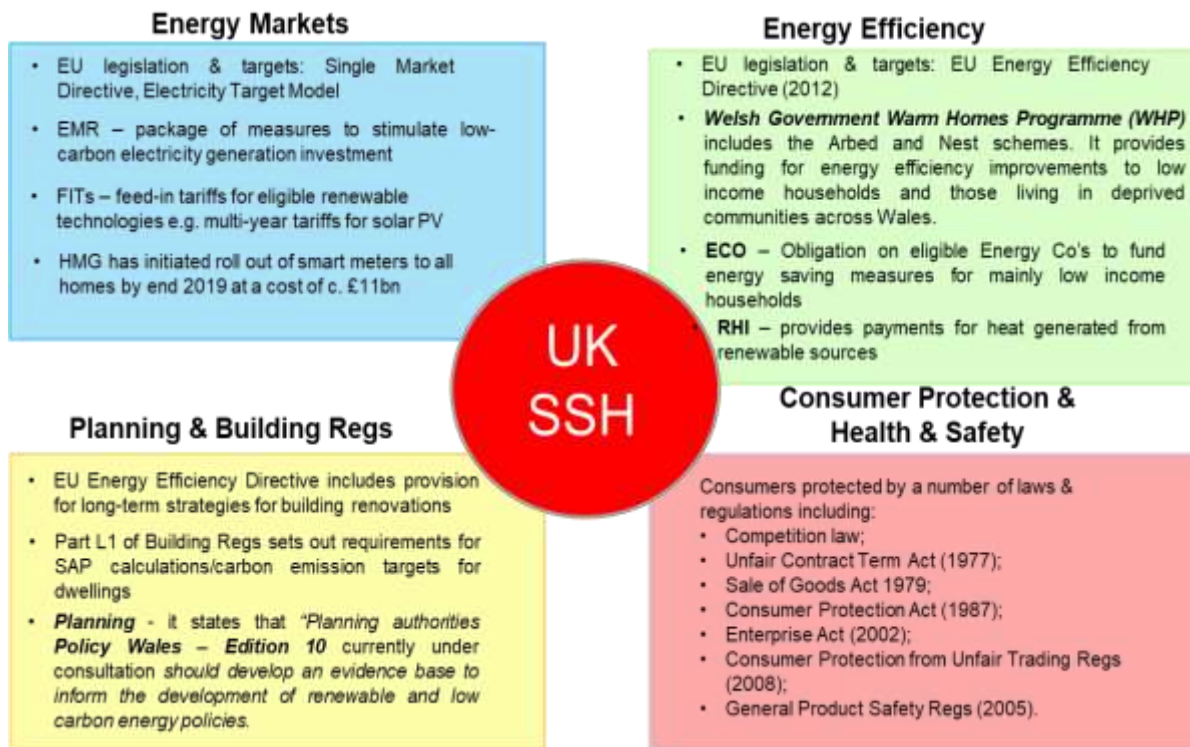 Energy Markets
• EU legislation & targets: Single Market
Directive, Electricity Target Model
• EMR – package of measures to stimulate low-
carbon electricity generation investment
• FITs – feed-in tariffs for eligible renewable
technologies e.g. multi-year tariffs for solar PV
• HMG has initiated roll out of smart meters to all
homes by end 2019 at a cost of c. £11bn
Energy Efficiency
• EU legislation & targets: EU Energy Efficiency
Directive (2012)
• Welsh Government Warm Homes Programme (WHP)
includes the Arbed and Nest schemes. It provides
funding for energy efficiency improvements to low
income households and those living in deprived
communities across Wales.
• ECO – Obligation on eligible Energy Co's to fund
energy saving measures for mainly low income
households
• RHI – provides payments for heat generated from
renewable sources
UK
SSH
Planning & Building Regs
• EU Energy Efficiency Directive includes provision
for long-term strategies for building renovations
• Part L1 of Building Regs sets out requirements for
SAP calculations/carbon emission targets for
dwellings
• Planning - it states that "Planning authorities
Policy Wales – Edition 10 currently under
consultation should develop an evidence base to
inform the development of renewable and low
carbon energy policies.
Consumer Protection &
Health & Safety
Consumers protected by a number of laws &
regulations including:
• Competition law;
• Unfair Contract Term Act (1977);
• Sale of Goods Act 1979;
• Consumer Protection Act (1987);
• Enterprise Act (2002);
• Consumer Protection from Unfair Trading Regs
(2008);
• General Product Safety Regs (2005).